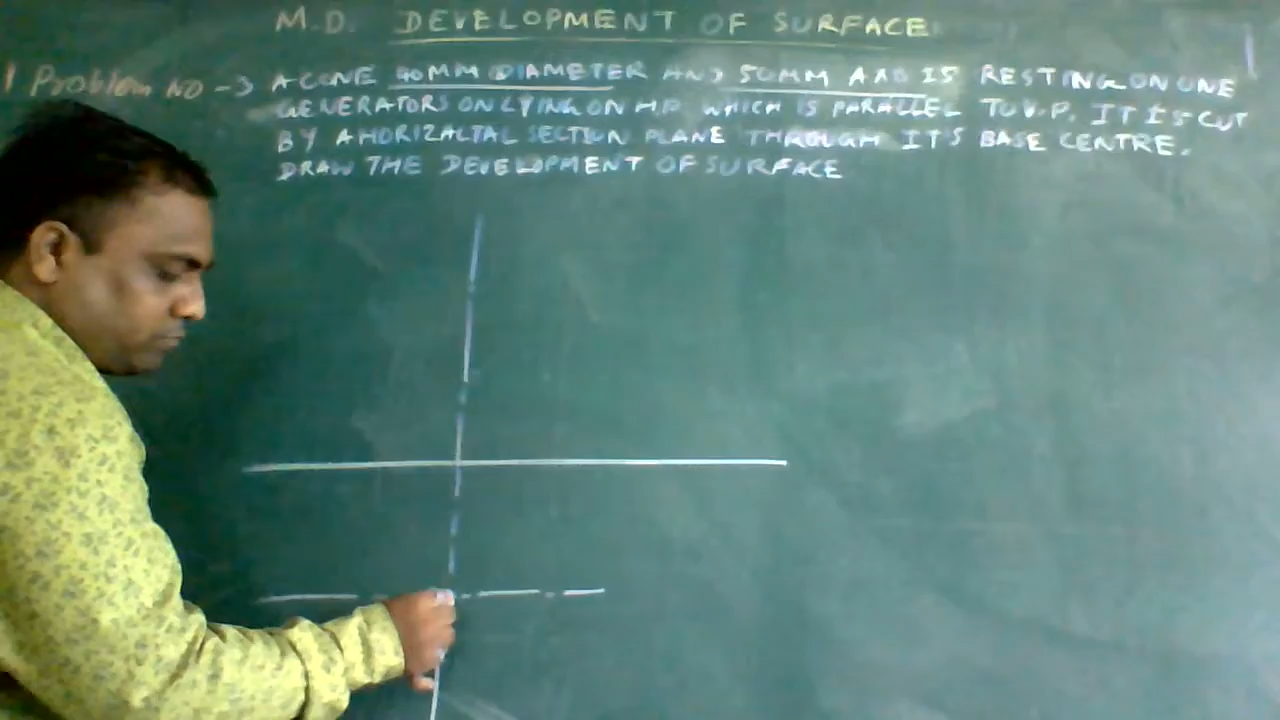 M.D. DEVELOPMENT OF SURFACE
Problem NO - 3 A CONE 40MM DIAMETER AND 50MM AXIS IS RESTING ON ONE
GENERATORS ON LYING ON H.P WHICH IS PARALLEL TO V.P. IT IS CUT
BY A HORIZALTAL SECTION PLANE THROUGH IT'S BASE CENTRE.
DRAW THE DEVELOPMENT OF SURFACE